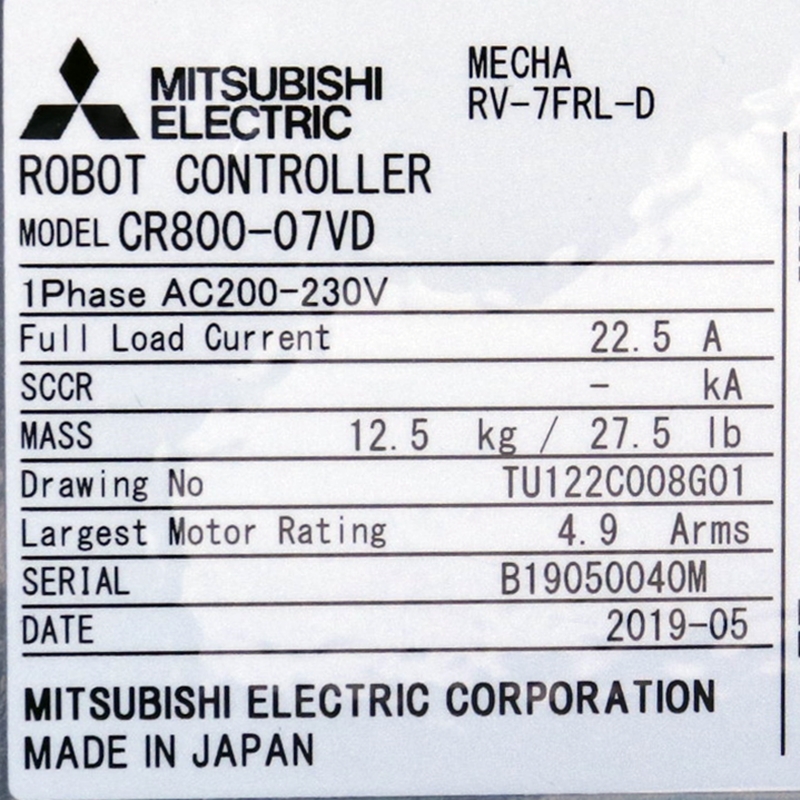 MITSUBISHI
ELECTRIC
MECHA
RV-7FRL-D
ROBOT CONTROLLER
MODEL CR800-07VD
1Phase AC200-230V
Full Load Current 22.5 A
SCCR - kA
MASS 12.5 kg / 27.5 lb
Drawing No TU122C008G01
Largest Motor Rating 4.9 Arms
SERIAL B1905004OM
DATE 2019-05
MITSUBISHI ELECTRIC CORPORATION
MADE IN JAPAN